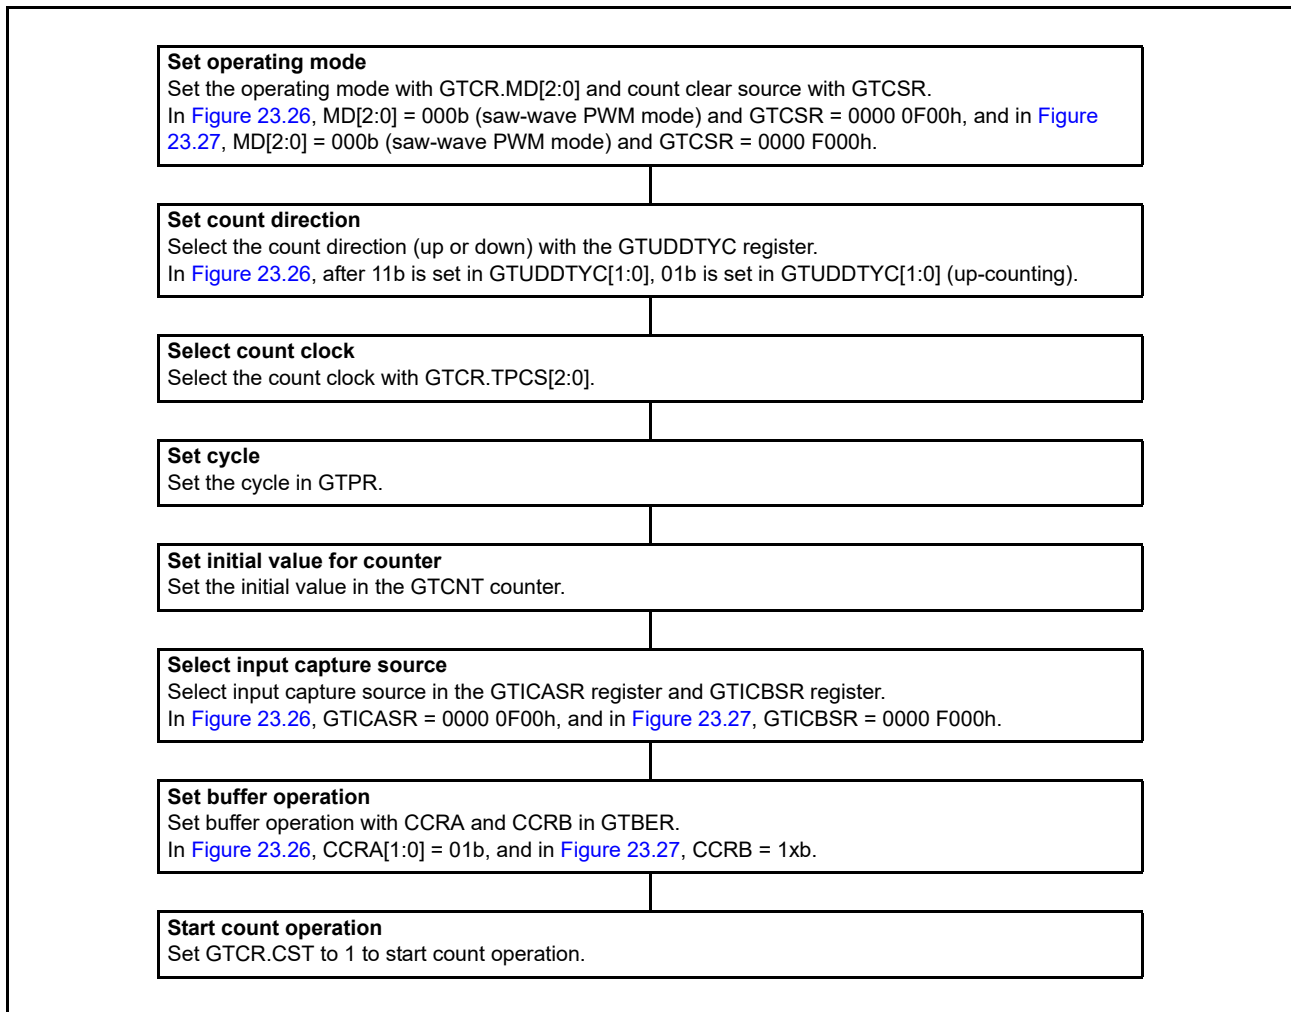 Set operating mode
Set the operating mode with GTCR.MD[2:0] and count clear source with GTCSR.
In Figure 23.26, MD[2:0] = 000b (saw-wave PWM mode) and GTCSR = 0000 0F00h, and in Figure
23.27, MD[2:0] = 000b (saw-wave PWM mode) and GTCSR = 0000 F000h.
Set count direction
Select the count direction (up or down) with the GTUDDTYC register.
In Figure 23.26, after 11b is set in GTUDDTYC[1:0], 01b is set in GTUDDTYC[1:0] (up-counting).
Select count clock
Select the count clock with GTCR.TPCS[2:0].
Set cycle
Set the cycle in GTPR.
Set initial value for counter
Set the initial value in the GTCNT counter.
Select input capture source
Select input capture source in the GTICASR register and GTICBSR register.
In Figure 23.26, GTICASR = 0000 0F00h, and in Figure 23.27, GTICBSR = 0000 F000h.
Set buffer operation
Set buffer operation with CCRA and CCRB in GTBER.
In Figure 23.26, CCRA[1:0] = 01b, and in Figure 23.27, CCRB = 1xb.
Start count operation
Set GTCR.CST to 1 to start count operation.